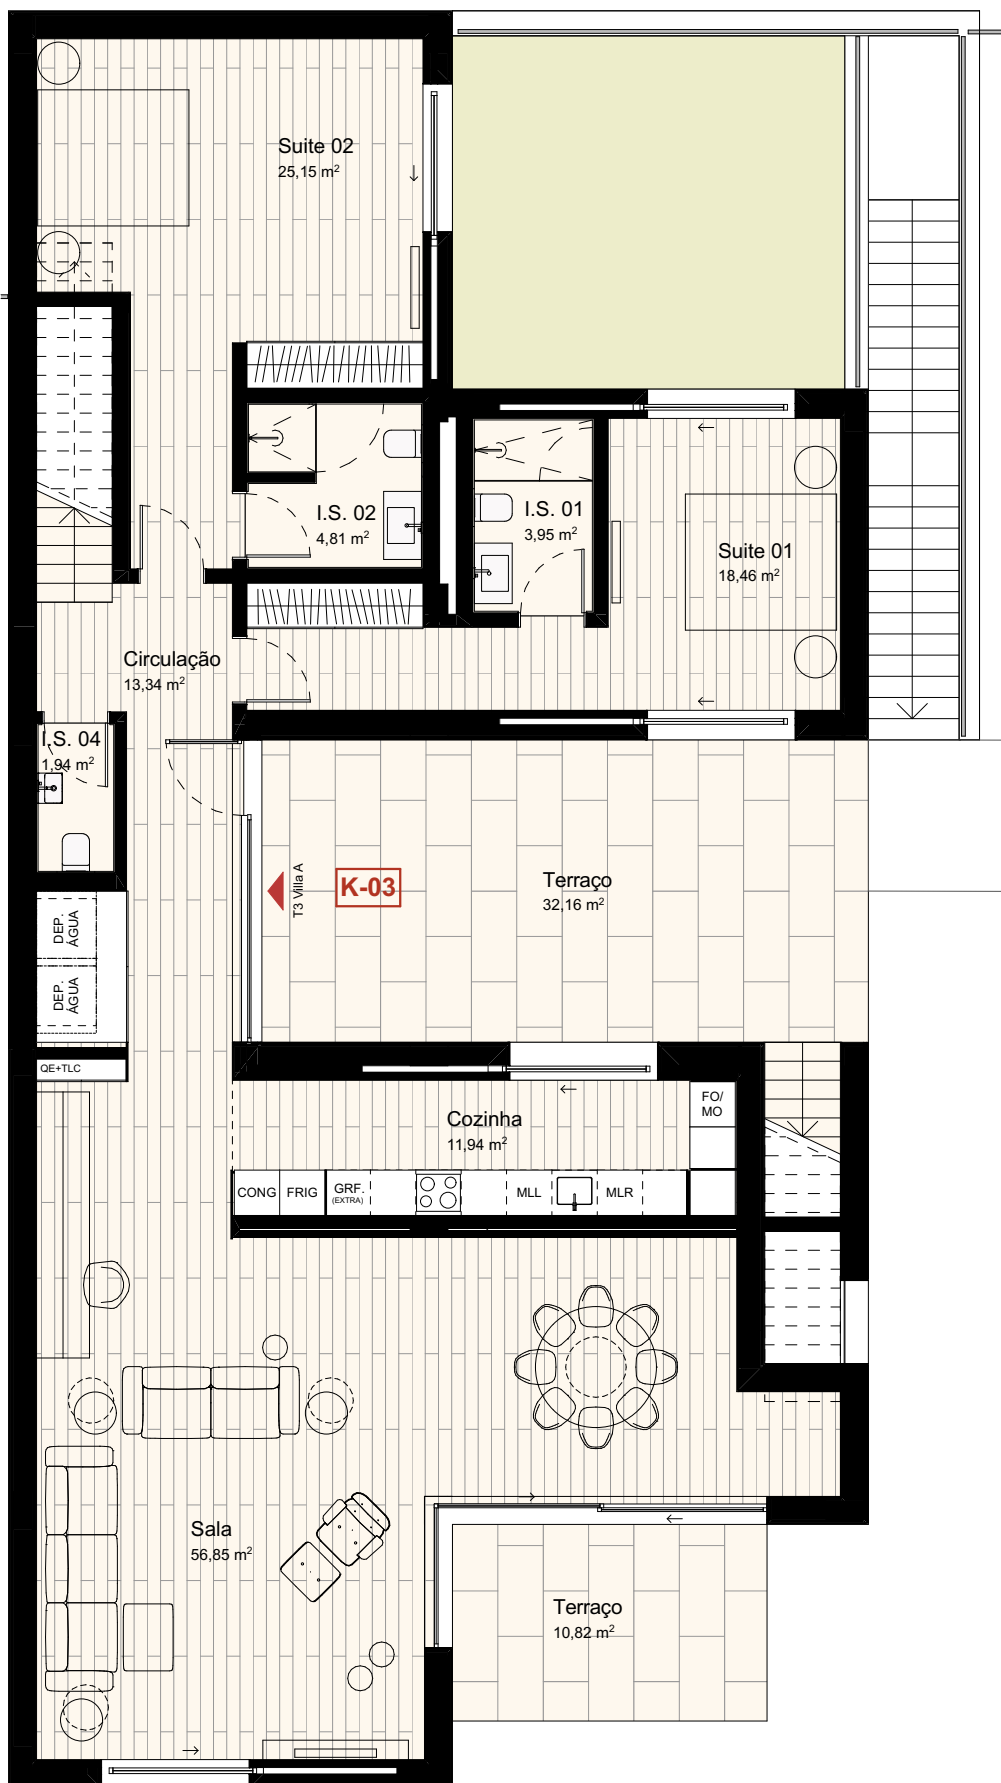 Suite 02
25,15 m²
I.S. 02
4,81 m²
I.S. 01
3,95 m²
Suite 01
18,46 m²
Circulação
13,34 m²
I.S. 04
1,94 m²
T3 Villa A
K-03
Terraço
32,16 m²
DEP.
ÁGUA
DEP.
ÁGUA
QE+TLC
Cozinha
11,94 m²
FO/
MO
CONG
FRIG
GRF.
(EXTRA)
MLL
MLR
Sala
56,85 m²
Terraço
10,82 m²